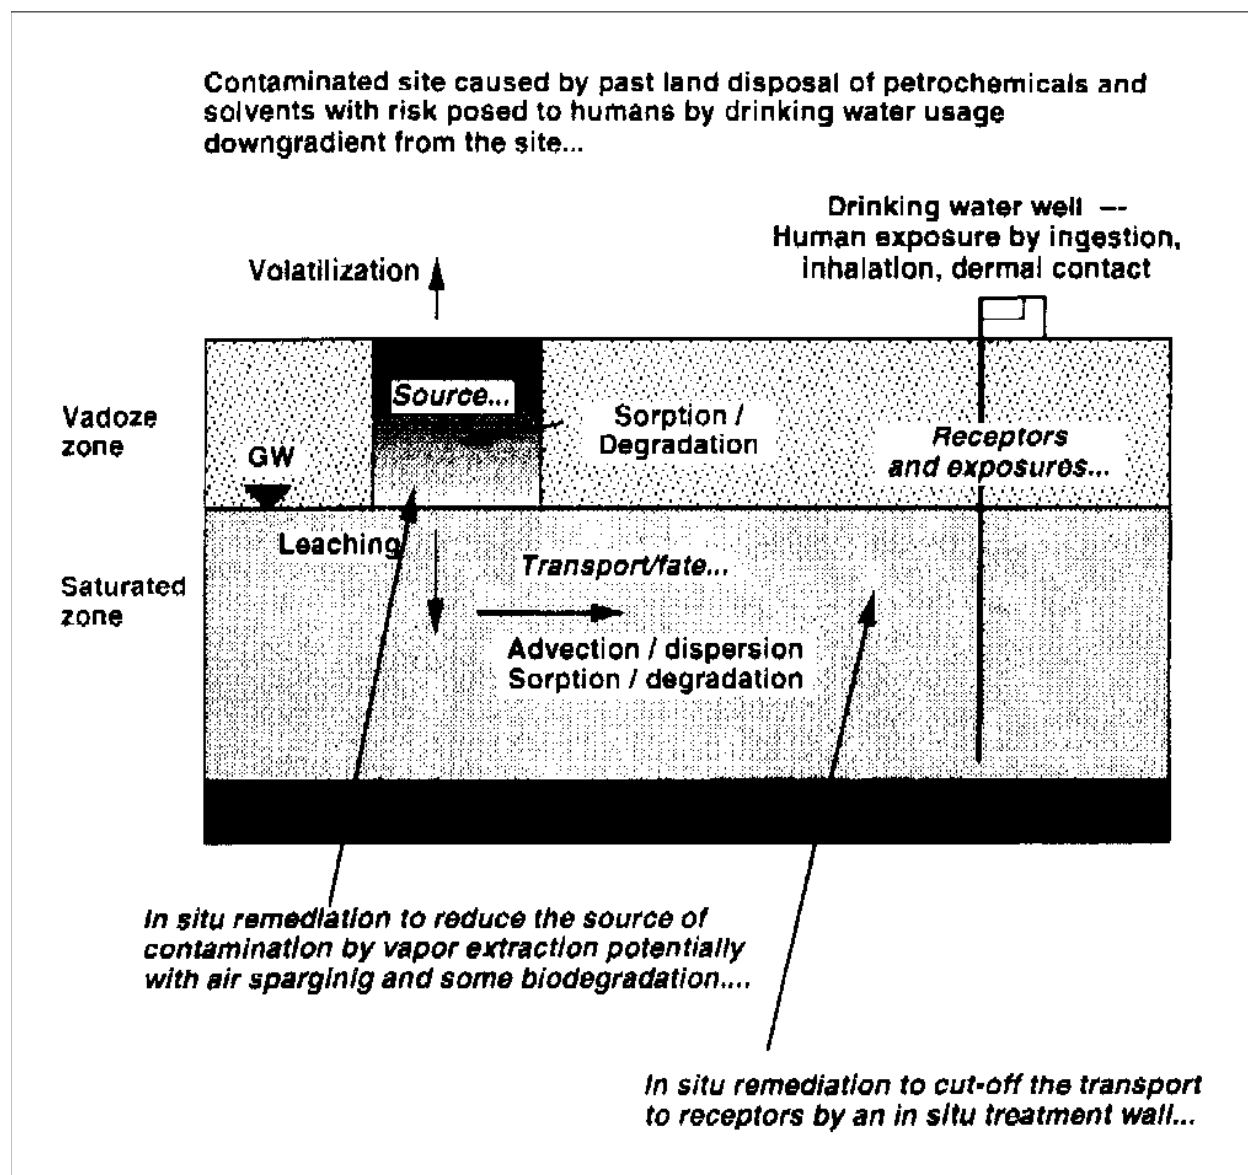 Contaminated site caused by past land disposal of petrochemicals and
solvents with risk posed to humans by drinking water usage
downgradient from the site...
Drinking water well —
Human exposure by ingestion,
inhalation, dermal contact
Volatilization
Source...
Vadoze
zone
Sorption /
Degradation
Receptors
and exposures...
GW
Leaching
Transport/fate...
Saturated
zone
Advection / dispersion
Sorption / degradation
In situ remediation to reduce the source of
contamination by vapor extraction potentially
with air sparginig and some biodegradation....
In situ remediation to cut-off the transport
to receptors by an in situ treatment wall...